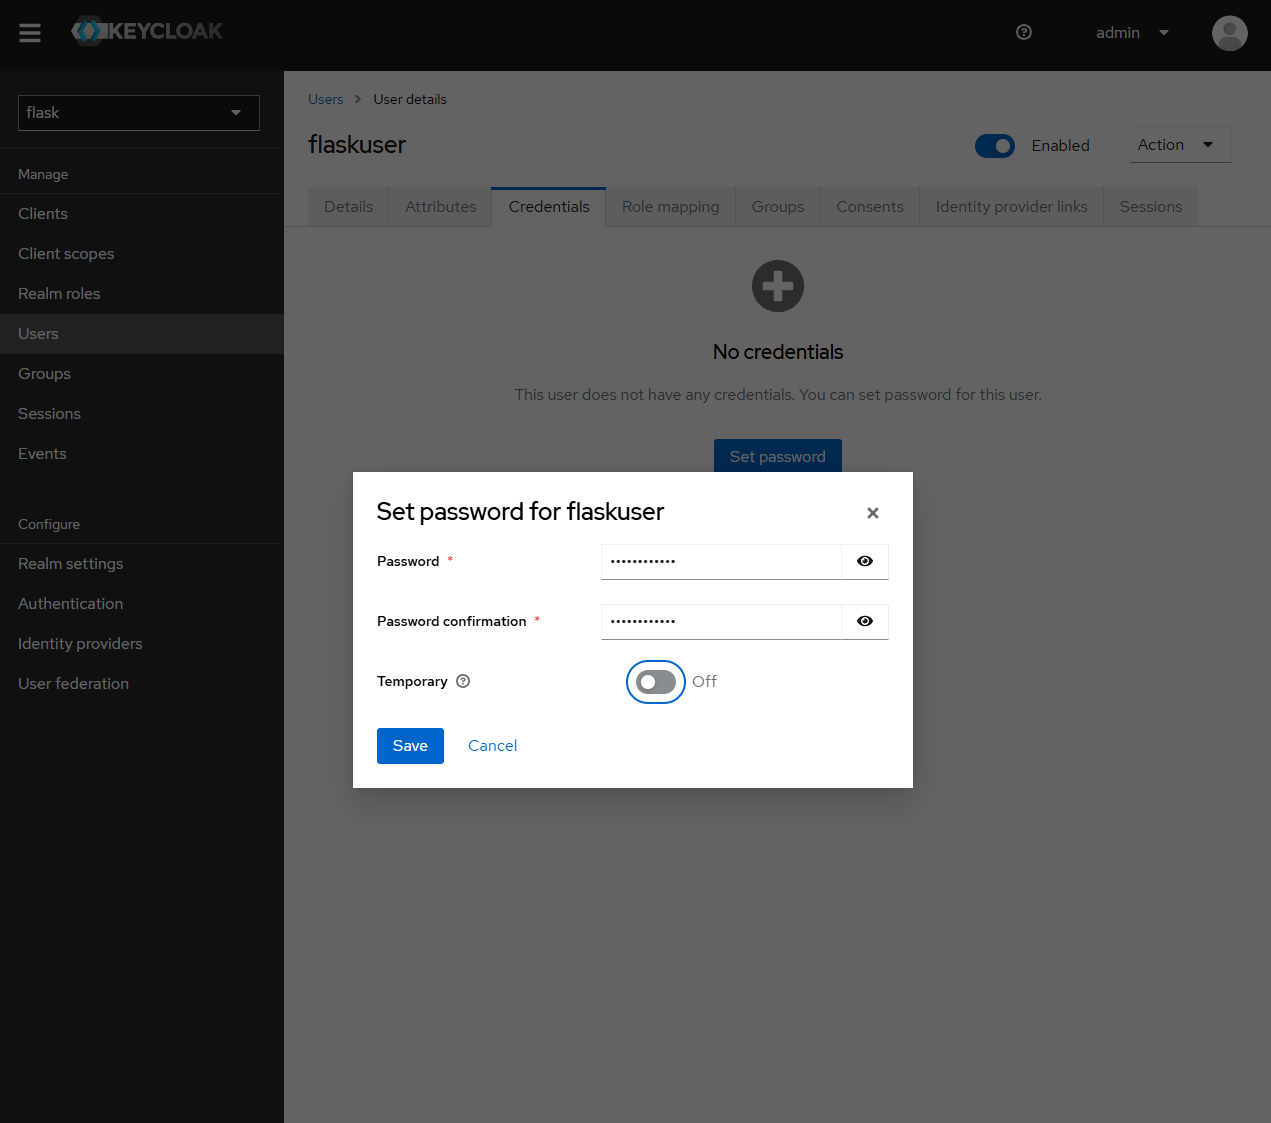 KEYCLOAK
admin
flask
Manage
Clients
Client scopes
Realm roles
Users
Groups
Sessions
Events
Configure
Realm settings
Authentication
Identity providers
User federation
Users > User details
flaskuser
Enabled
Action
Details Attributes Credentials Role mapping Groups Consents Identity provider links Sessions
No credentials
This user does not have any credentials. You can set password for this user.
Set password
Set password for flaskuser
Password *
••••••••••••
Password confirmation *
••••••••••••
Temporary
Off
Save Cancel